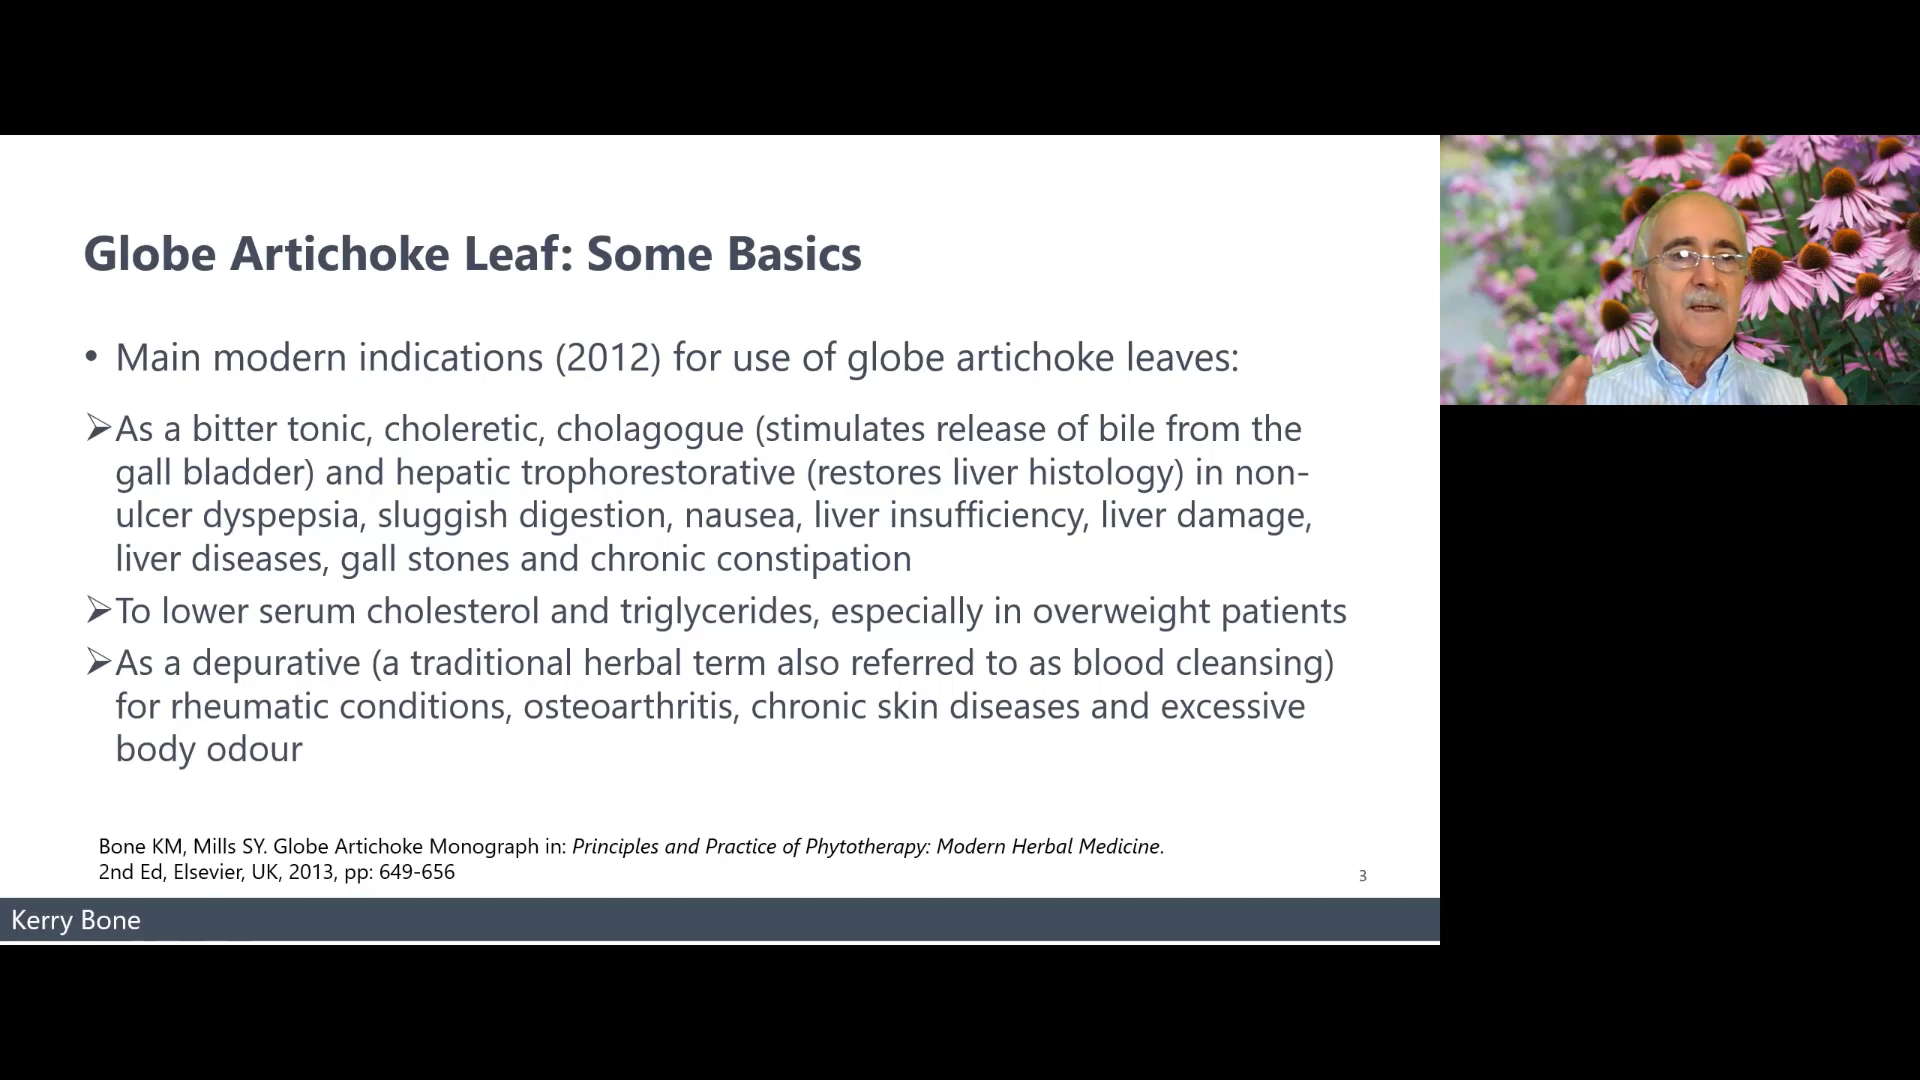 Globe Artichoke Leaf: Some Basics
• Main modern indications (2012) for use of globe artichoke leaves:
➢As a bitter tonic, choleretic, cholagogue (stimulates release of bile from the
gall bladder) and hepatic trophorestorative (restores liver histology) in non-
ulcer dyspepsia, sluggish digestion, nausea, liver insufficiency, liver damage,
liver diseases, gall stones and chronic constipation
➢To lower serum cholesterol and triglycerides, especially in overweight patients
➢As a depurative (a traditional herbal term also referred to as blood cleansing)
for rheumatic conditions, osteoarthritis, chronic skin diseases and excessive
body odour
Bone KM, Mills SY. Globe Artichoke Monograph in: Principles and Practice of Phytotherapy: Modern Herbal Medicine.
2nd Ed, Elsevier, UK, 2013, pp: 649-656
3
Kerry Bone